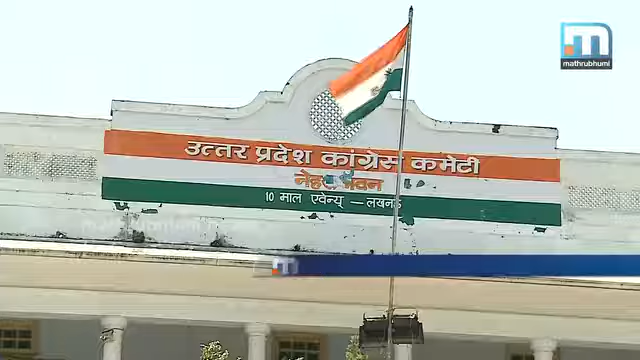 mathrubhumi
उत्तर प्रदेश कांग्रेस कमेटी
नेहरू भवन
10 माल एवेन्यू - लखनऊ